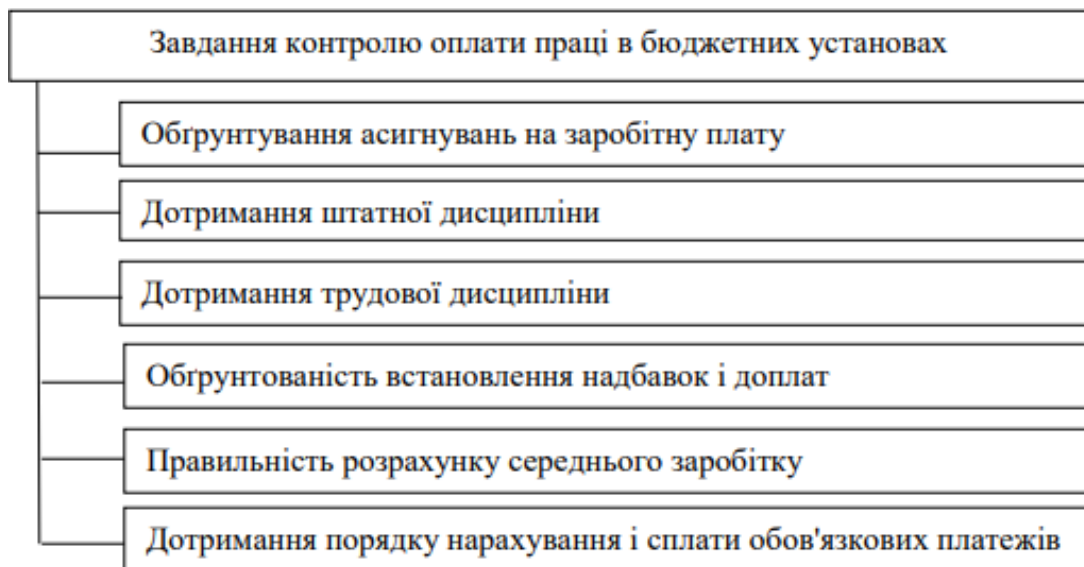 Завдання контролю оплати праці в бюджетних установах
Обґрунтування асигнувань на заробітну плату
Дотримання штатної дисципліни
Дотримання трудової дисципліни
Обґрунтованість встановлення надбавок і доплат
Правильність розрахунку середнього заробітку
Дотримання порядку нарахування і сплати обов'язкових платежів